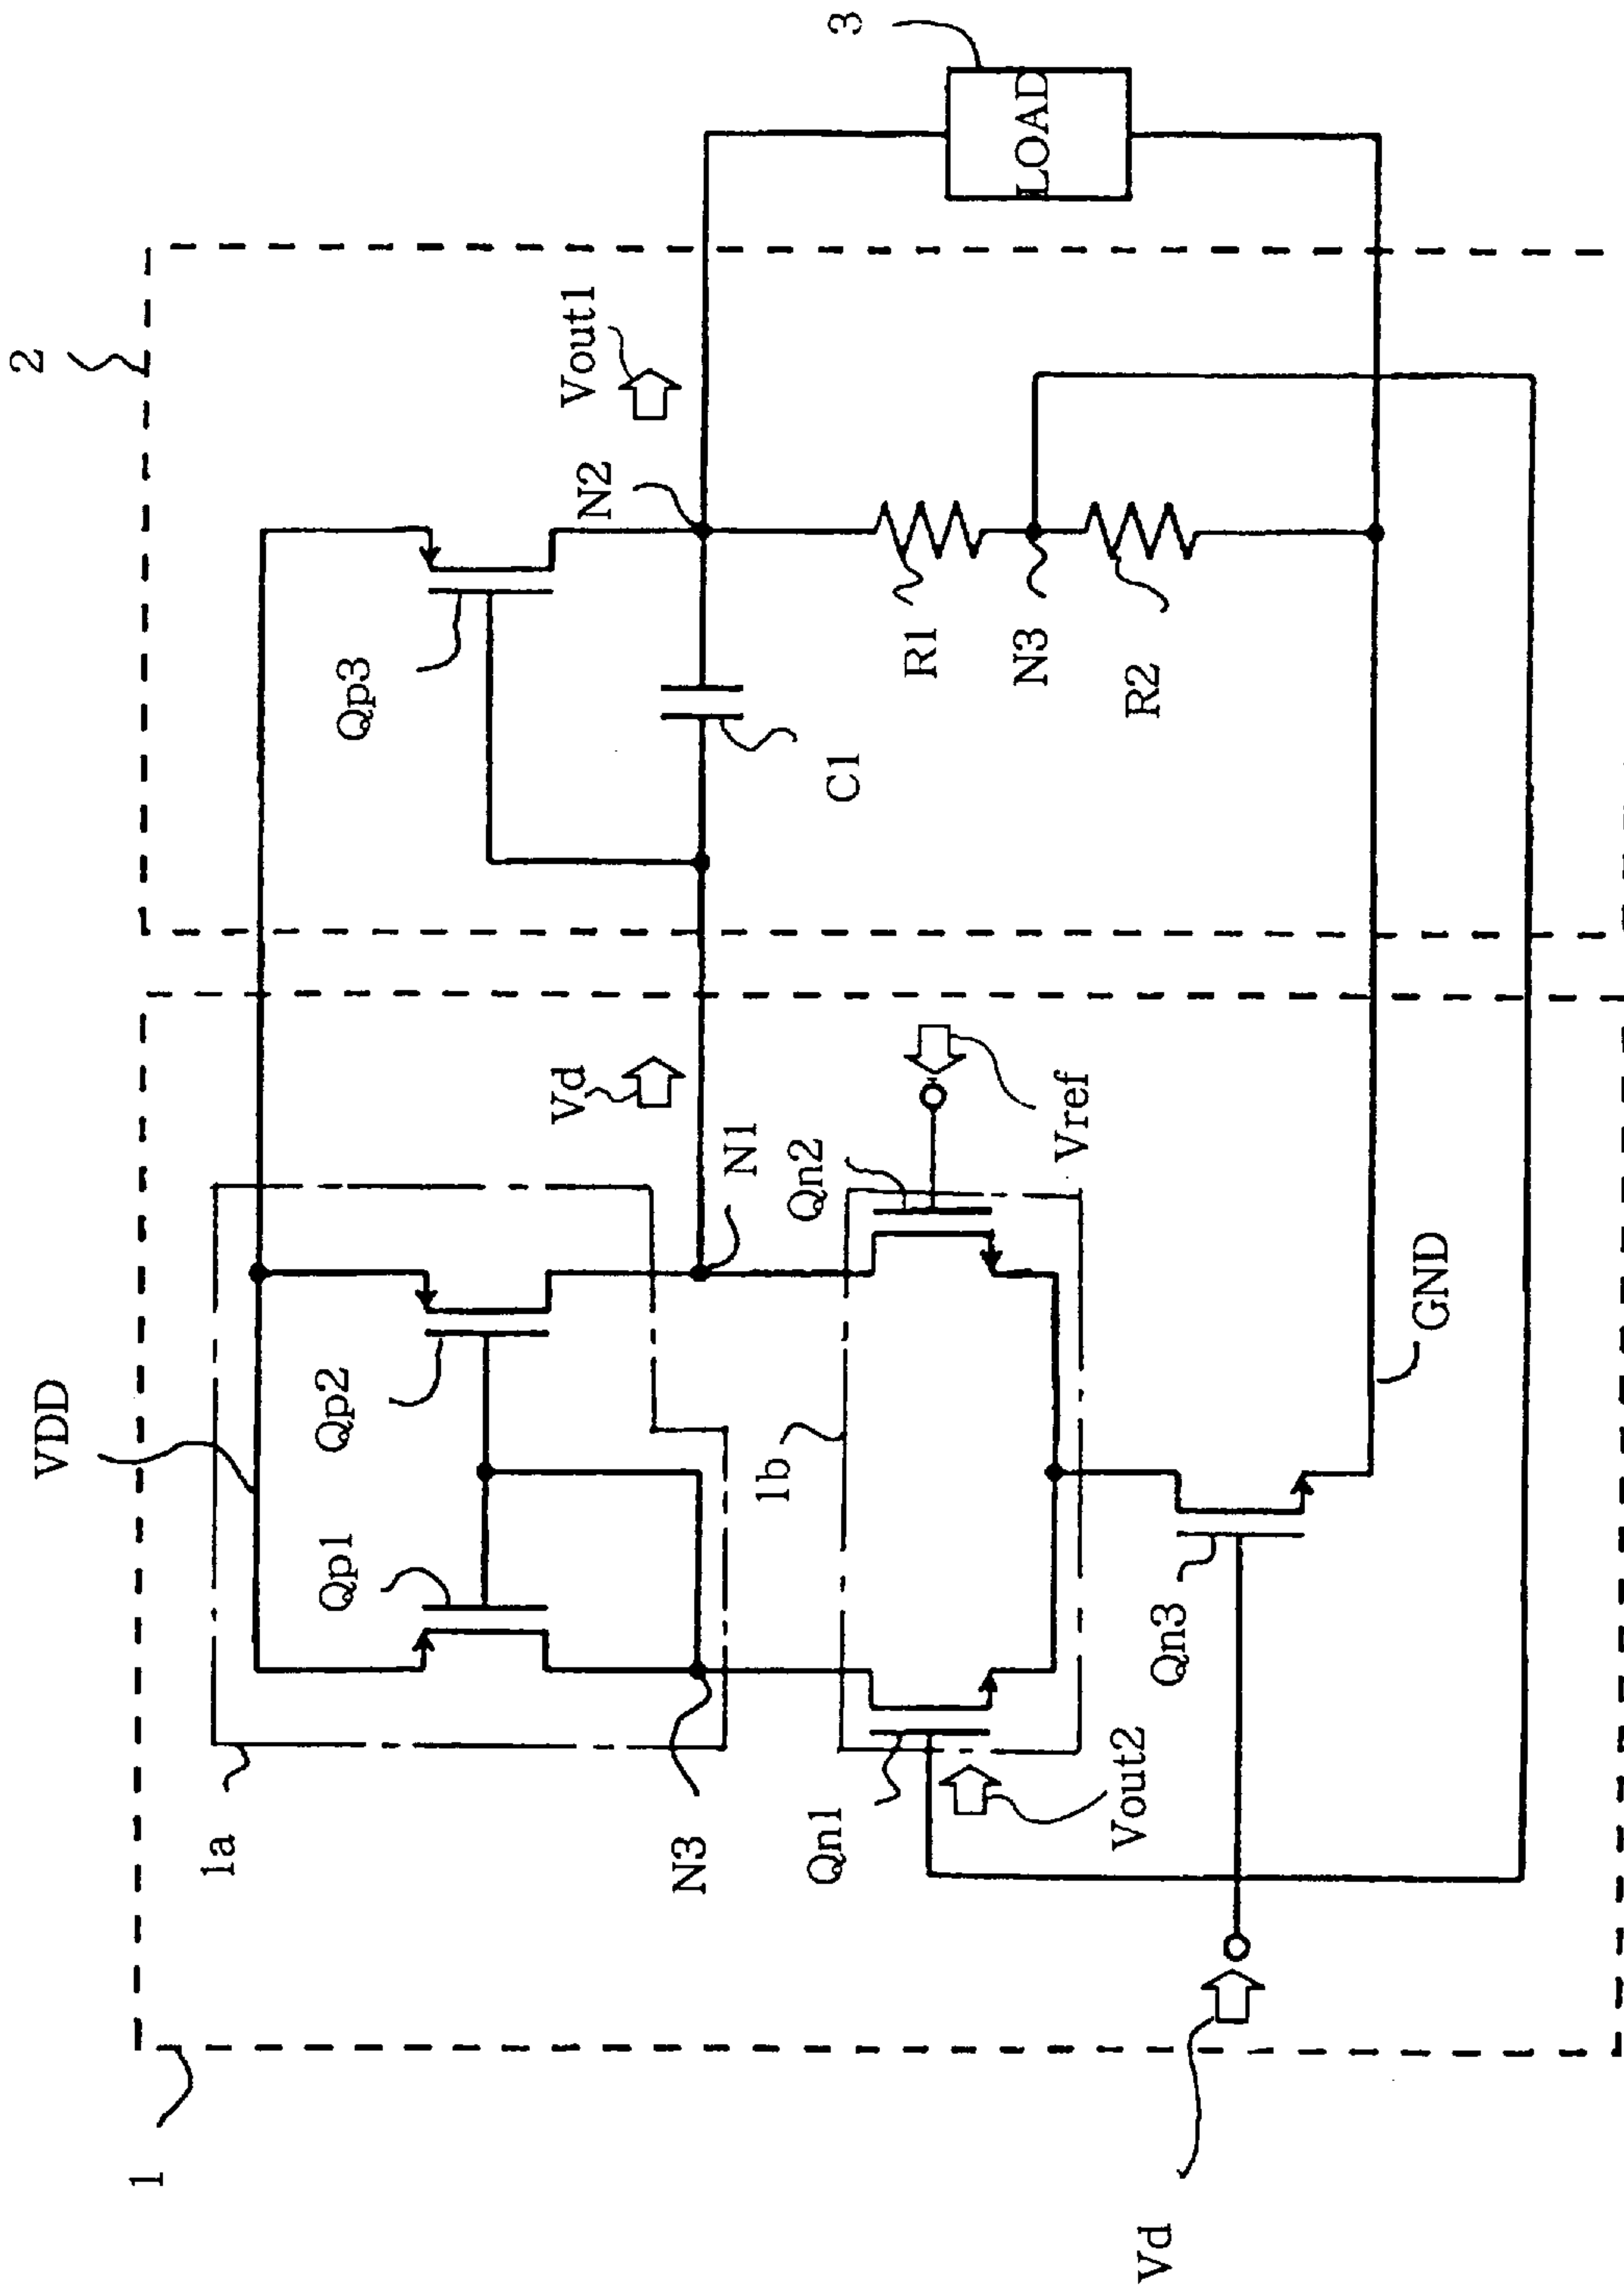 2
3
LOAD
Vout1
N2
Qp3
R1
N3
R2
C1
Vd
N1
Qn2
Vref
VDD
Qp2
1b
GND
Qp1
Qn3
1a
N3
Qn1
Vout2
1
Vd